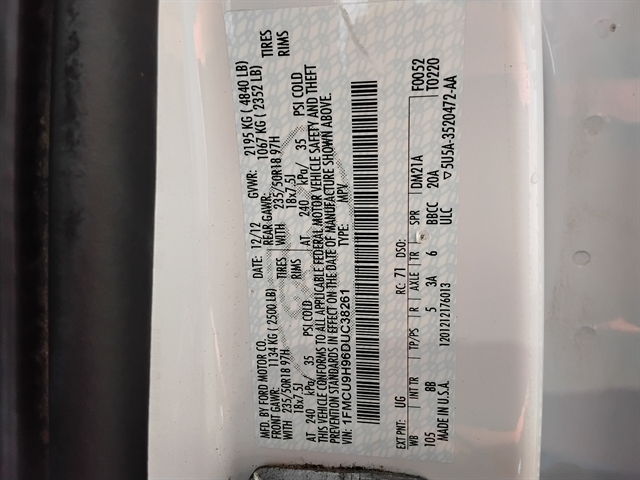 MFD. BY FORD MOTOR CO.
DATE: 12/12 GVWR: 2195 KG ( 4840 LB)
FRONT GAWR: 1134 KG ( 2500LB) REAR GAWR: 1067 KG ( 2352 LB)
WITH 235/50R18 97H TIRES WITH 235/50R18 97H TIRES
18x7.5J RIMS 18x7.5J RIMS
AT 240 kPa/ 35 PSI COLD AT 240 kPa/ 35 PSI COLD
THIS VEHICLE CONFORMS TO ALL APPLICABLE FEDERAL MOTOR VEHICLE SAFETY AND THEFT
PREVENTION STANDARDS IN EFFECT ON THE DATE OF MANUFACTURE SHOWN ABOVE.
VIN: 1FMCU9H96DUC38261 TYPE: MPV
EXT PNT: UG RC: 71 DSO: F0052
WB INT TR TP/PS R AXLE TR SPR DM21A T0220
105 8B 5 3A 6 BBCC 20A
MADE IN U.S.A. 1201212176013 ULC ▽5U5A-3520472-AA